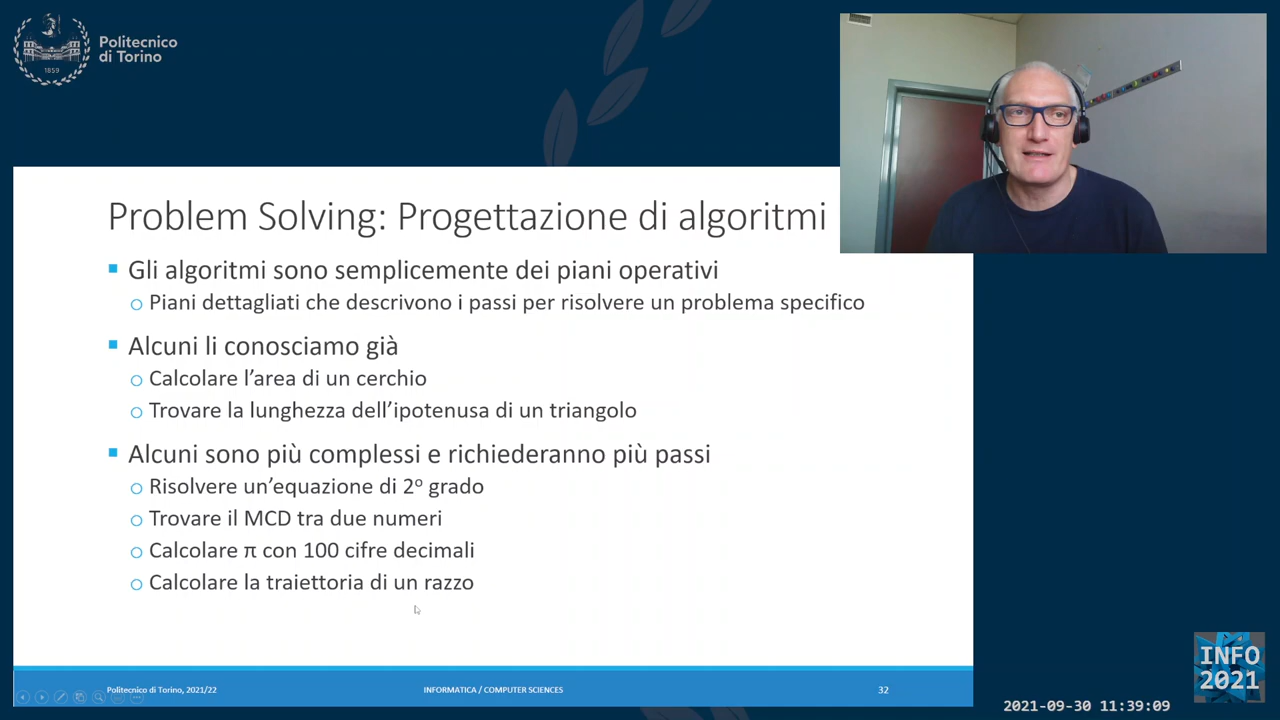 Politecnico
di Torino
1859
Problem Solving: Progettazione di algoritmi
Gli algoritmi sono semplicemente dei piani operativi
Piani dettagliati che descrivono i passi per risolvere un problema specifico
Alcuni li conosciamo già
Calcolare l’area di un cerchio
Trovare la lunghezza dell’ipotenusa di un triangolo
Alcuni sono più complessi e richiederanno più passi
Risolvere un’equazione di 2º grado
Trovare il MCD tra due numeri
Calcolare π con 100 cifre decimali
Calcolare la traiettoria di un razzo
Politecnico di Torino, 2021/22
INFORMATICA / COMPUTER SCIENCES
32
INFO
2021
2021-09-30 11:39:09